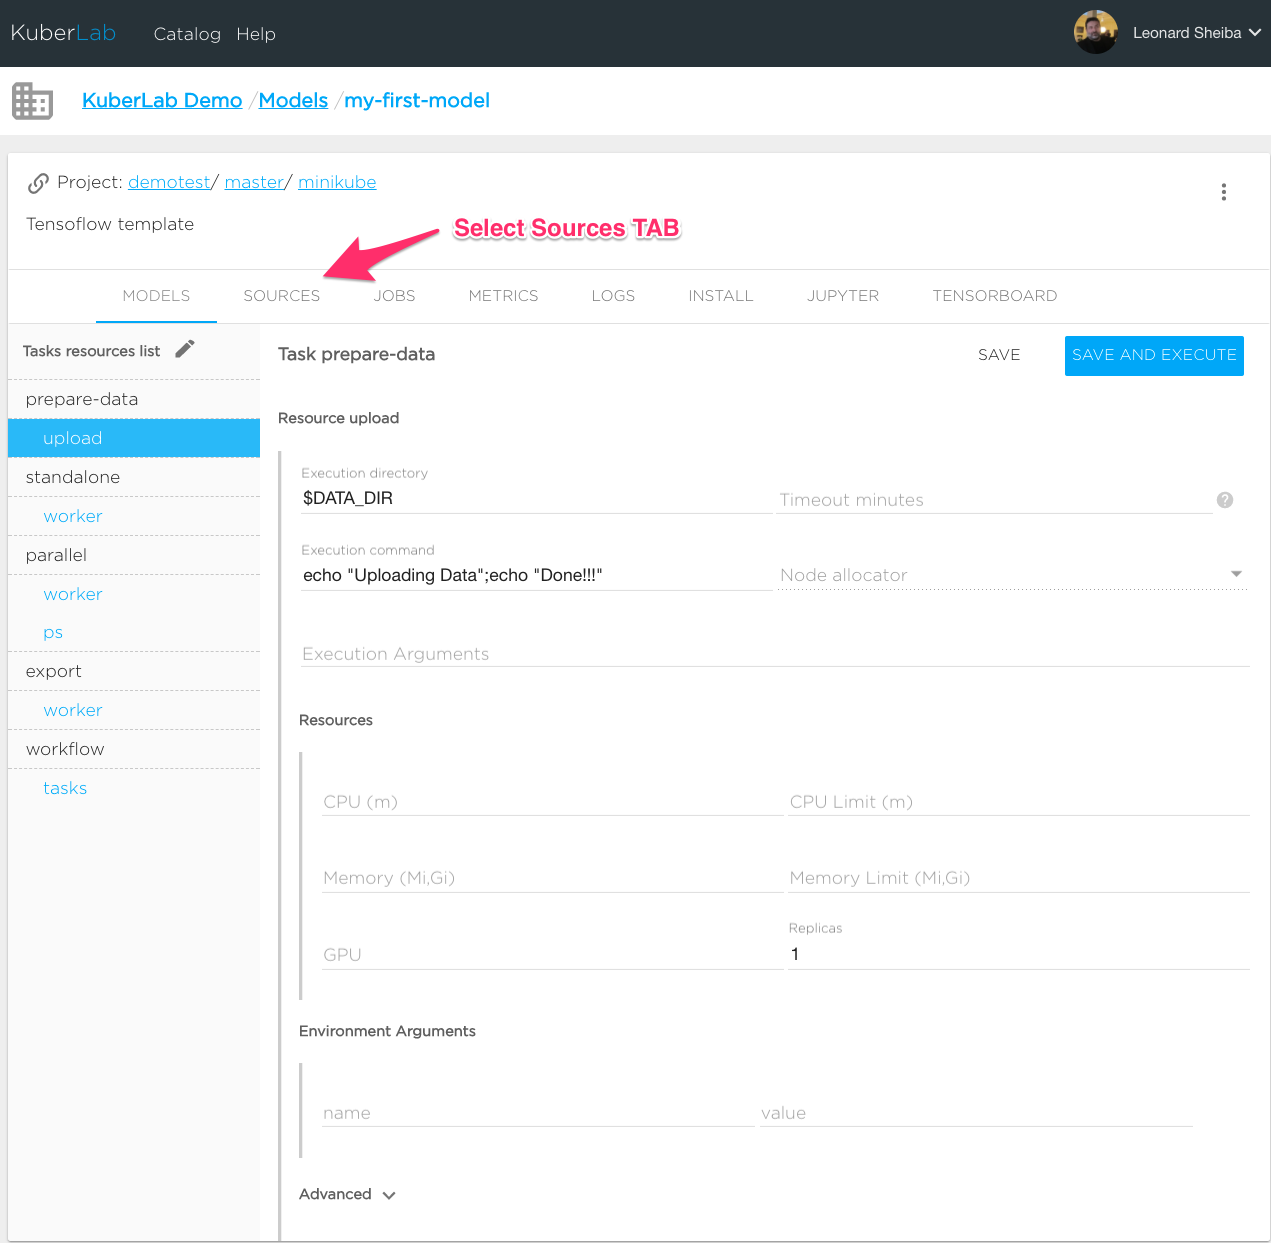 KuberLab Catalog Help Leonard Sheiba
KuberLab Demo /Models /my-first-model
Project: demotest/ master/ minikube
Tensoflow template
Select Sources TAB
MODELS SOURCES JOBS METRICS LOGS INSTALL JUPYTER TENSORBOARD
Tasks resources list
prepare-data
upload
standalone
worker
parallel
worker
ps
export
worker
workflow
tasks
Task prepare-data SAVE SAVE AND EXECUTE
Resource upload
Execution directory
$DATA_DIR Timeout minutes ?
Execution command
echo "Uploading Data";echo "Done!!!" Node allocator
Execution Arguments
Resources
CPU (m) CPU Limit (m)
Memory (Mi,Gi) Memory Limit (Mi,Gi)
Replicas
GPU 1
Environment Arguments
name value
Advanced